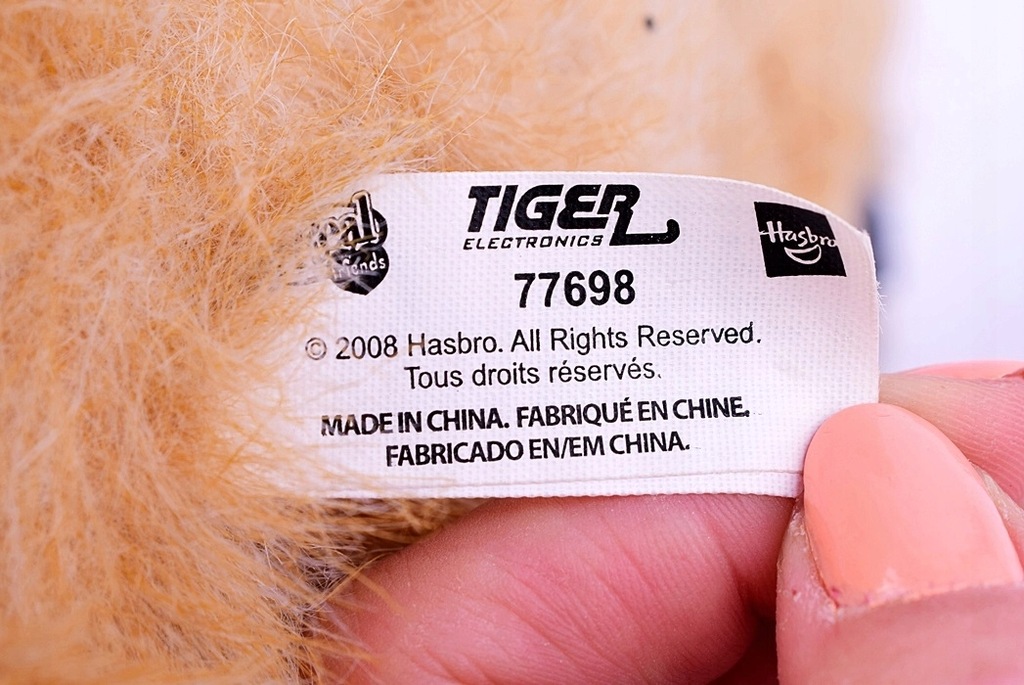 TIGER
ELECTRONICS
Hasbro
77698
© 2008 Hasbro. All Rights Reserved.
Tous droits réservés.
MADE IN CHINA. FABRIQUÉ EN CHINE.
FABRICADO EN/EM CHINA.